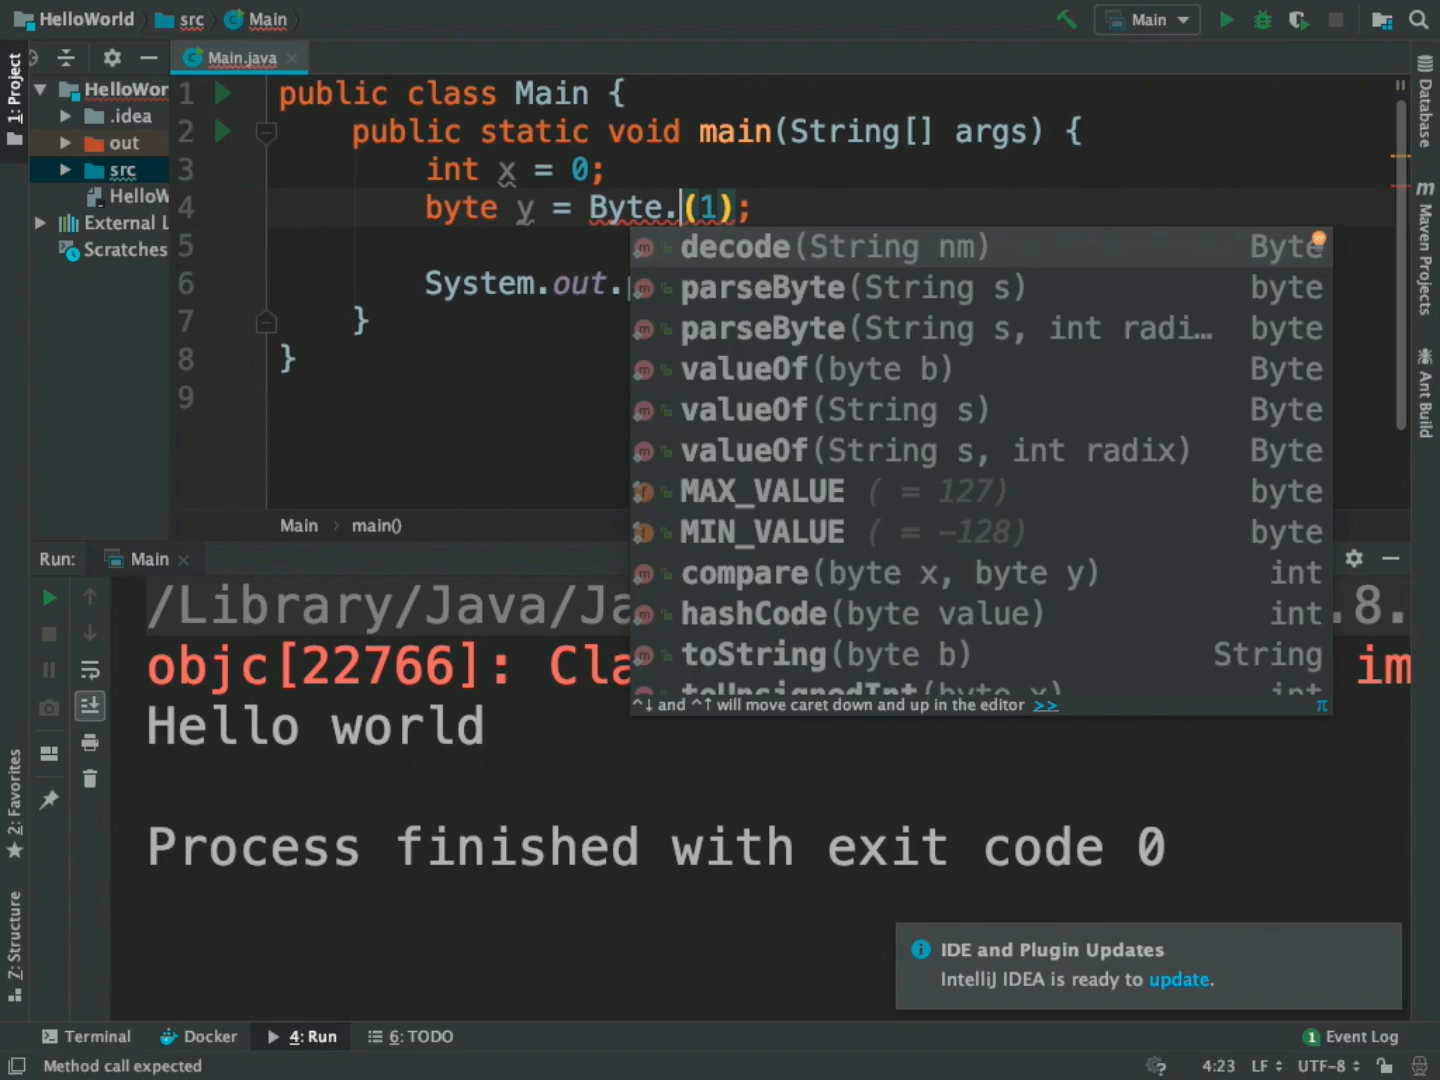 HelloWorld > src > Main
Main
1: Project
Main.java
HelloWor
.idea
out
src
HelloW
External L
Scratches
1 public class Main {
2 public static void main(String[] args) {
3 int x = 0;
4 byte y = Byte.(1);
5
6 System.out.
7 }
8 }
9
decode(String nm) Byte
parseByte(String s) byte
parseByte(String s, int radi… byte
valueOf(byte b) Byte
valueOf(String s) Byte
valueOf(String s, int radix) Byte
MAX_VALUE ( = 127) byte
MIN_VALUE ( = -128) byte
compare(byte x, byte y) int
hashCode(byte value) int
toString(byte b) String
toUnsignedInt(byte x) int
^↓ and ^↑ will move caret down and up in the editor >> π
Main > main()
Database
Maven Projects
Ant Build
Run: Main
/Library/Java/Ja .8.
objc[22766]: Cla im
Hello world
Process finished with exit code 0
2: Favorites
Z: Structure
IDE and Plugin Updates
IntelliJ IDEA is ready to update.
Terminal Docker 4: Run 6: TODO 1 Event Log
Method call expected 4:23 LF UTF-8